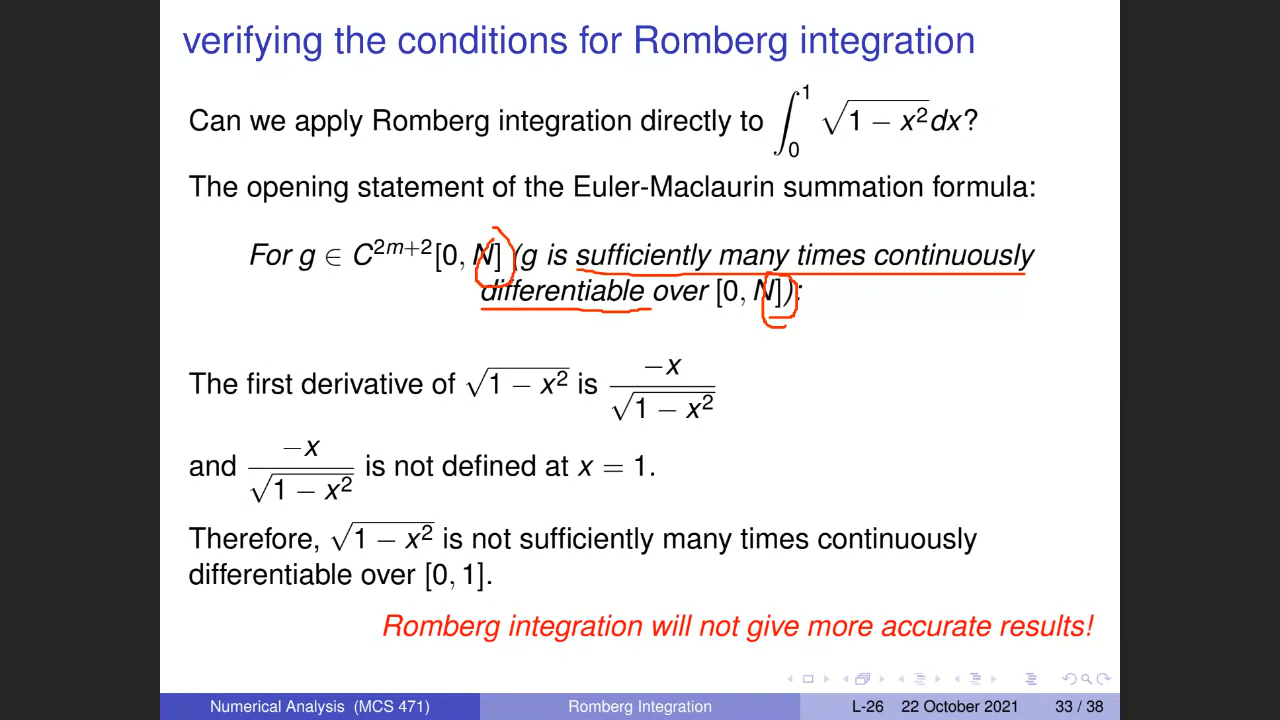 verifying the conditions for Romberg integration
Can we apply Romberg integration directly to ∫₀¹ √(1 − x²) dx?
The opening statement of the Euler-Maclaurin summation formula:
For g ∈ C²ᵐ⁺²[0, N] (g is sufficiently many times continuously
differentiable over [0, N]):
The first derivative of √(1 − x²) is −x / √(1 − x²)
and −x / √(1 − x²) is not defined at x = 1.
Therefore, √(1 − x²) is not sufficiently many times continuously
differentiable over [0, 1].
Romberg integration will not give more accurate results!
Numerical Analysis (MCS 471) Romberg Integration L-26 22 October 2021 33 / 38